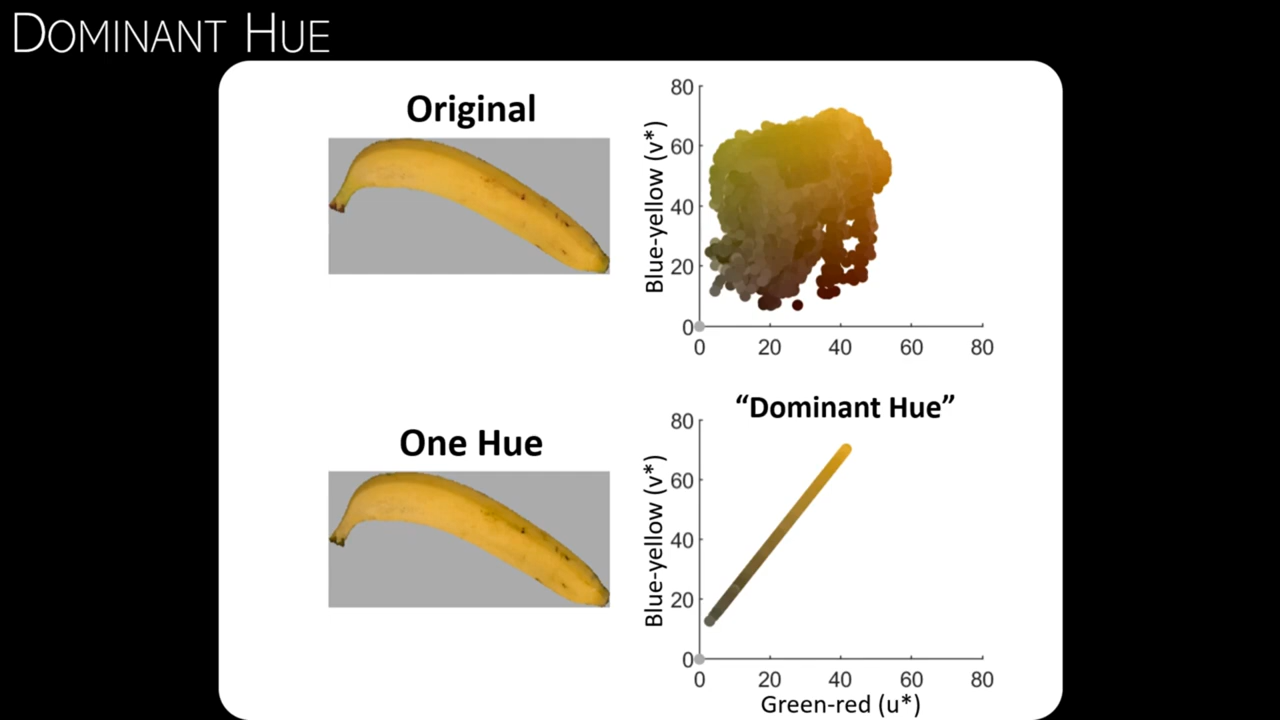 DOMINANT HUE
Original
Blue-yellow (v*)
80
60
40
20
0
0 20 40 60 80
One Hue
"Dominant Hue"
Blue-yellow (v*)
80
60
40
20
0
0 20 40 60 80
Green-red (u*)